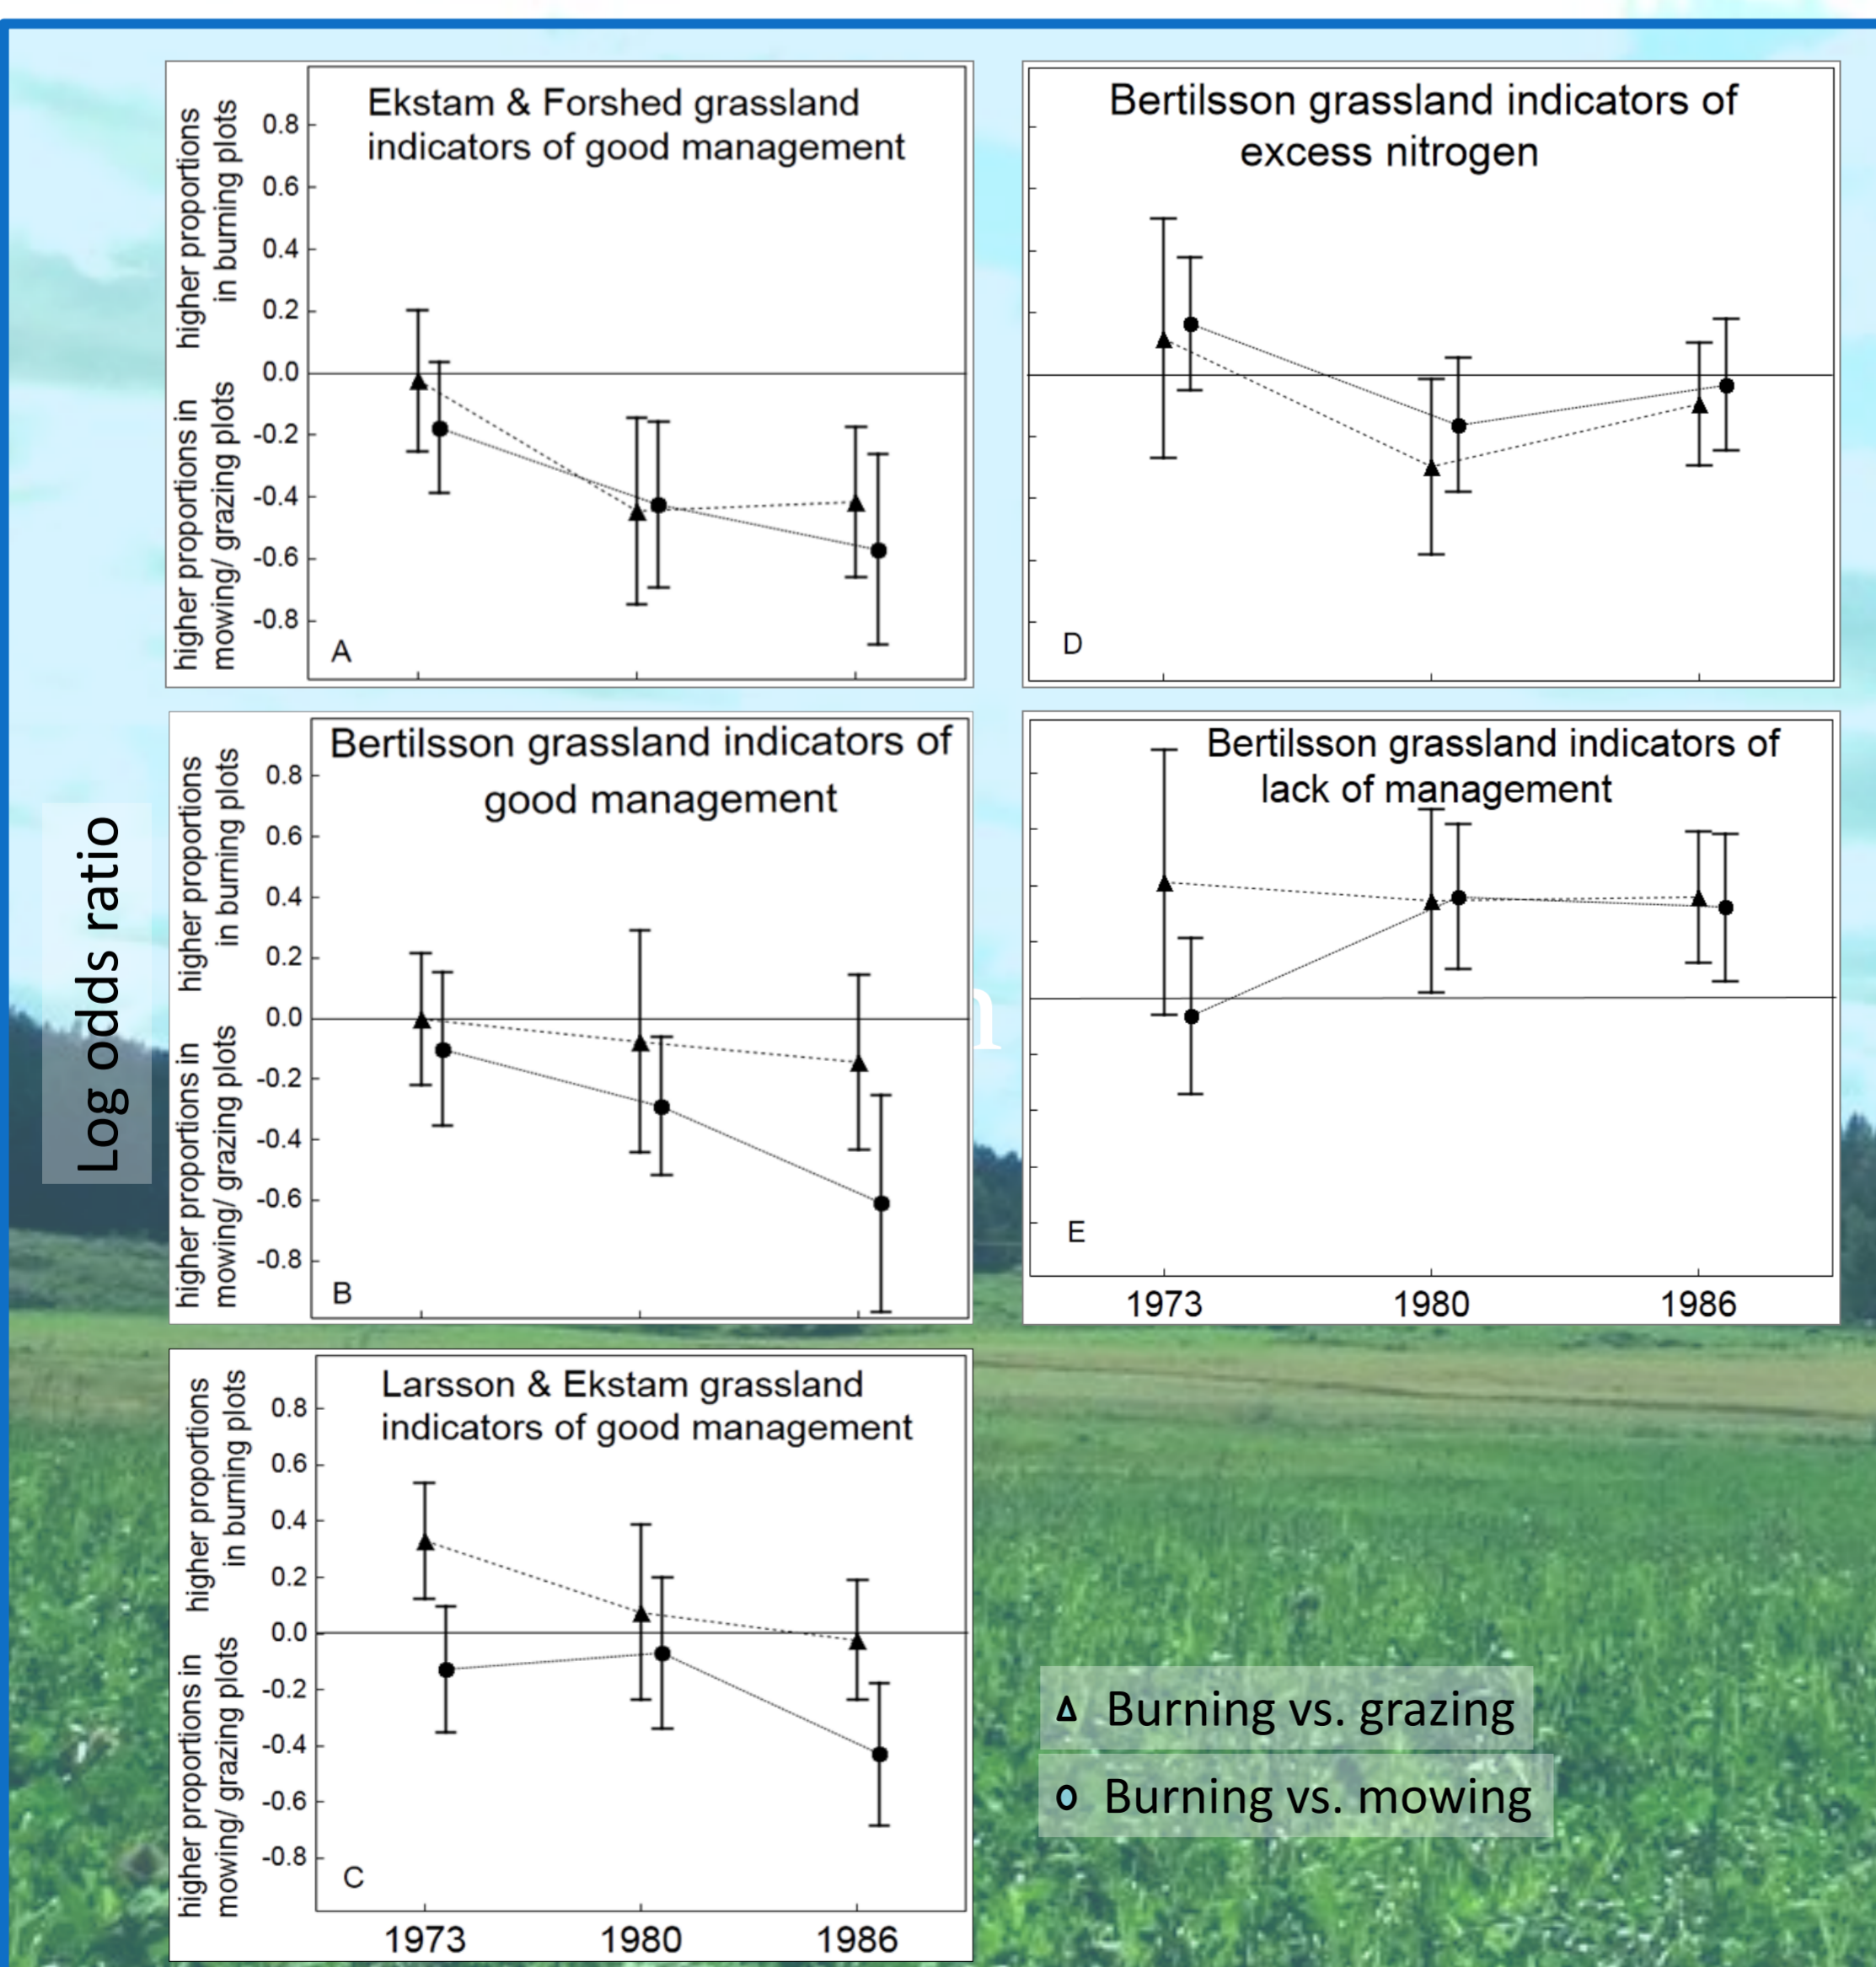 Log odds ratio
higher proportions
in burning plots
higher proportions in
mowing/ grazing plots
Ekstam & Forshed grassland
indicators of good management
0.8
0.6
0.4
0.2
0.0
-0.2
-0.4
-0.6
-0.8
A
Bertilsson grassland indicators of
excess nitrogen
D
higher proportions
in burning plots
higher proportions in
mowing/ grazing plots
Bertilsson grassland indicators of
good management
0.8
0.6
0.4
0.2
0.0
-0.2
-0.4
-0.6
-0.8
B
Bertilsson grassland indicators of
lack of management
E
1973 1980 1986
higher proportions
in burning plots
higher proportions in
mowing/ grazing plots
Larsson & Ekstam grassland
indicators of good management
0.8
0.6
0.4
0.2
0.0
-0.2
-0.4
-0.6
-0.8
C
1973 1980 1986
Burning vs. grazing
Burning vs. mowing